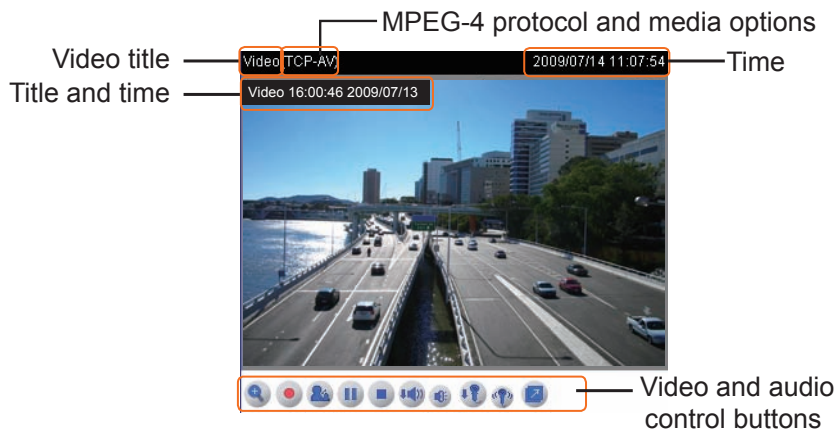 MPEG-4 protocol and media options
Video title
Video (TCP-AV)
2009/07/14 11:07:54
Time
Title and time
Video 16:00:46 2009/07/13
Video and audio
control buttons